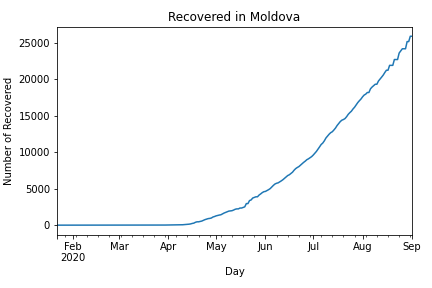 Recovered in Moldova
Number of Recovered
25000
20000
15000
10000
5000
0
Feb Mar Apr May Jun Jul Aug Sep
2020
Day